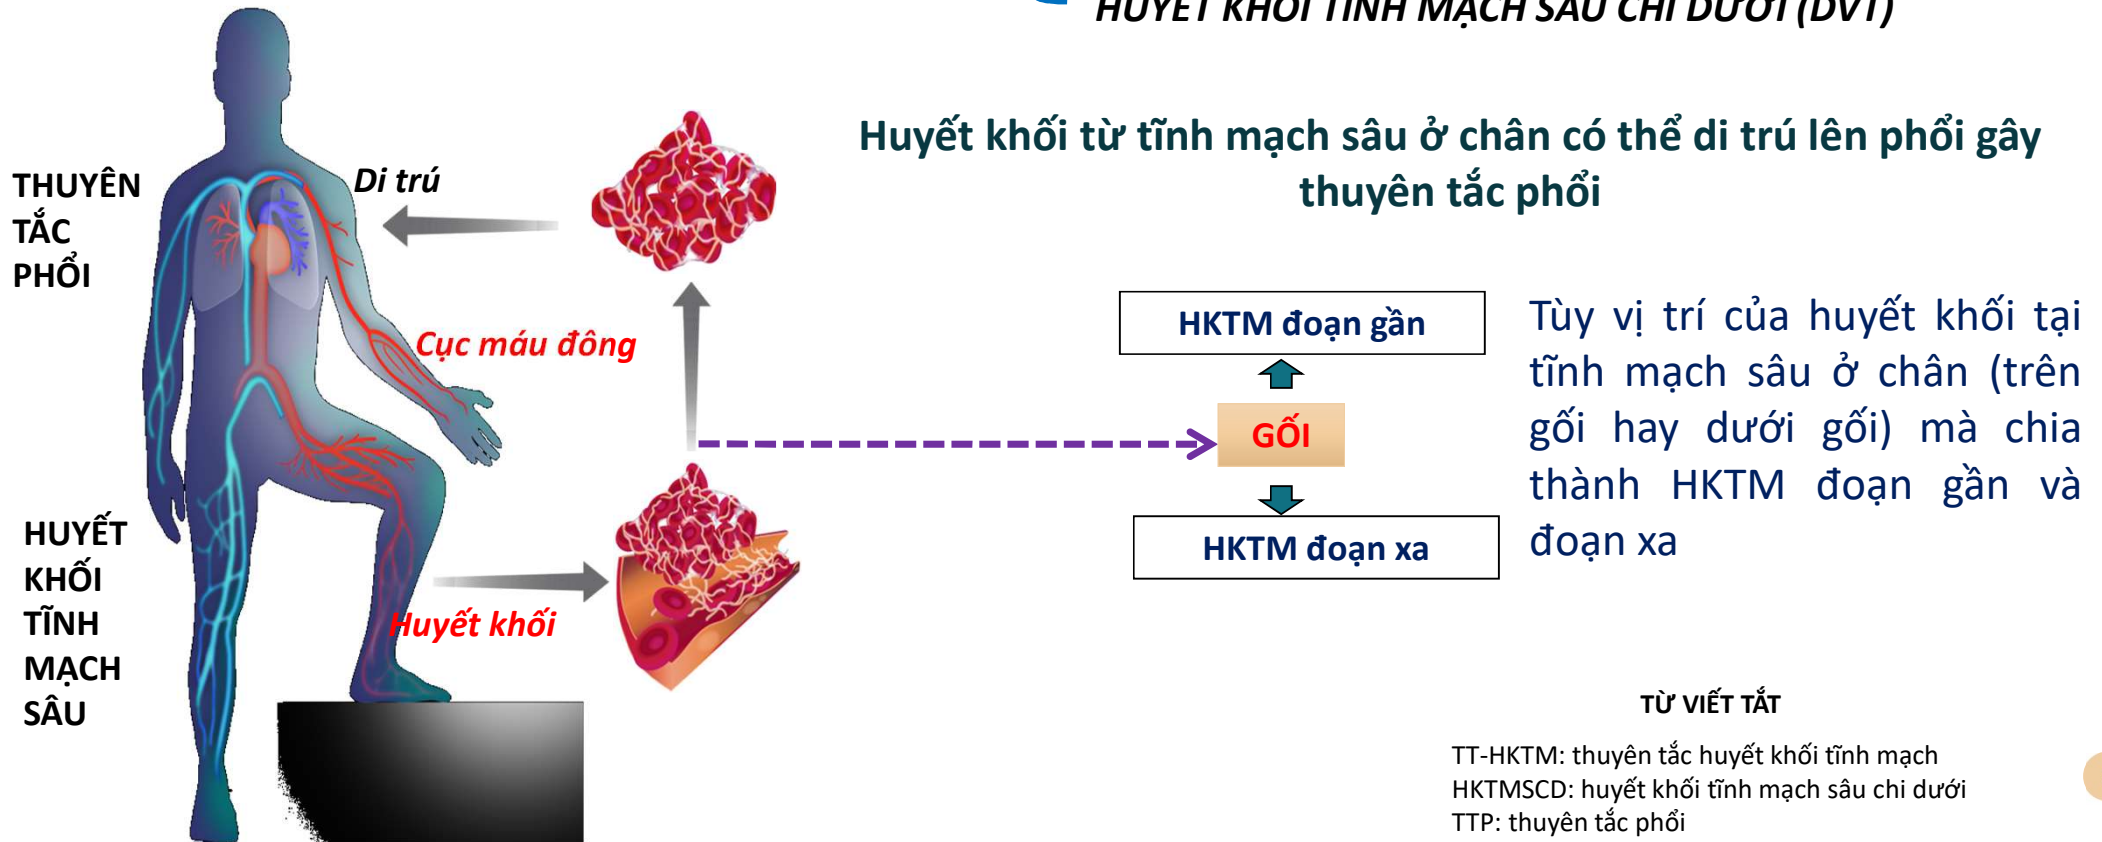 HUYẾT KHỐI TĨNH MẠCH SÂU CHI DƯỚI (DVT)
Huyết khối từ tĩnh mạch sâu ở chân có thể di trú lên phổi gây
thuyên tắc phổi
THUYÊN
TẮC
PHỔI
Di trú
Cục máu đông
HUYẾT
KHỐI
TĨNH
MẠCH
SÂU
Huyết khối
HKTM đoạn gần
GỐI
HKTM đoạn xa
Tùy vị trí của huyết khối tại
tĩnh mạch sâu ở chân (trên
gối hay dưới gối) mà chia
thành HKTM đoạn gần và
đoạn xa
TỪ VIẾT TẮT
TT-HKTM: thuyên tắc huyết khối tĩnh mạch
HKTMSCD: huyết khối tĩnh mạch sâu chi dưới
TTP: thuyên tắc phổi